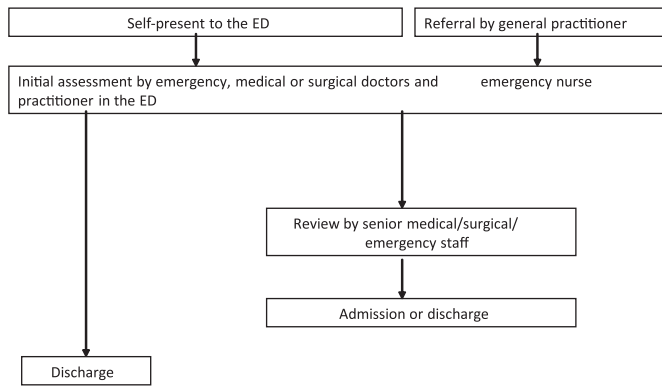 Self-present to the ED
Referral by general practitioner
Initial assessment by emergency, medical or surgical doctors and emergency nurse
practitioner in the ED
Review by senior medical/surgical/
emergency staff
Admission or discharge
Discharge